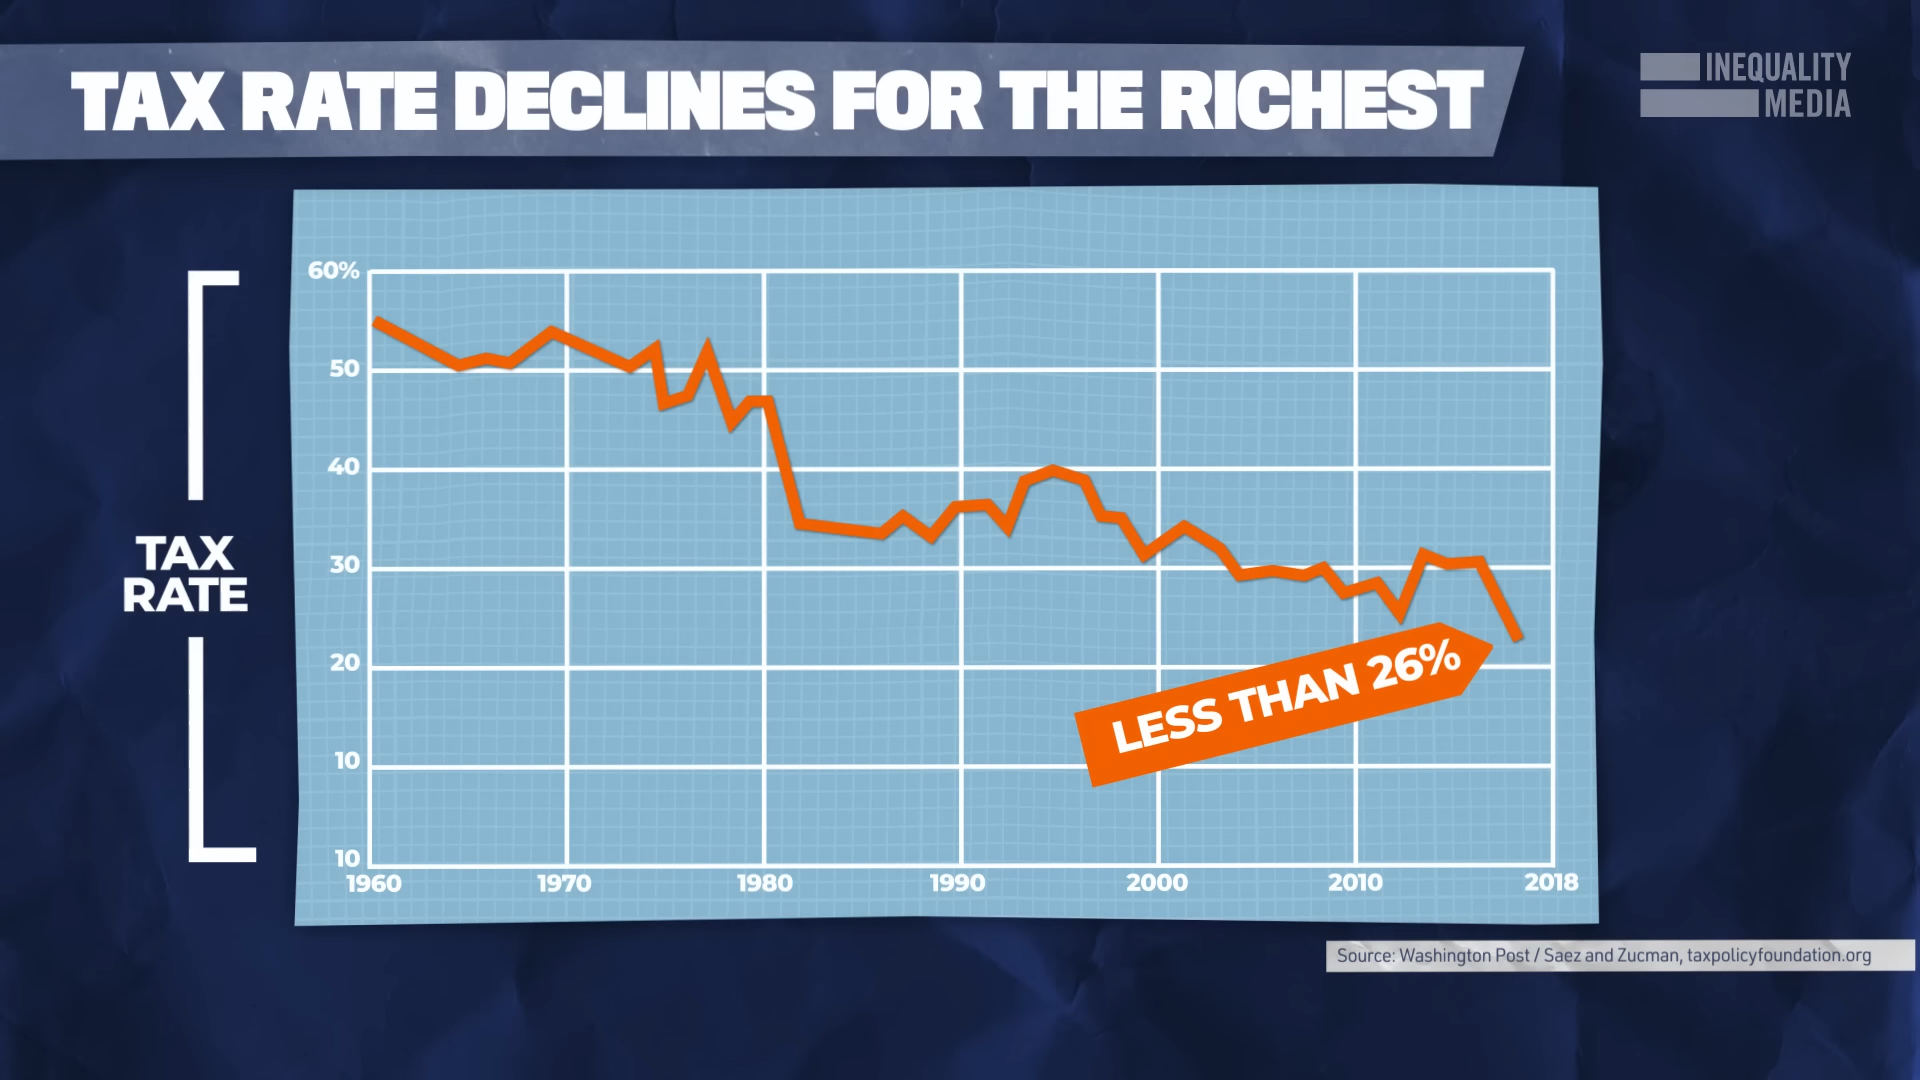 TAX RATE DECLINES FOR THE RICHEST
INEQUALITY
MEDIA
60%
50
40
30
20
10
10
TAX
RATE
LESS THAN 26%
1960 1970 1980 1990 2000 2010 2018
Source: Washington Post / Saez and Zucman, taxpolicyfoundation.org